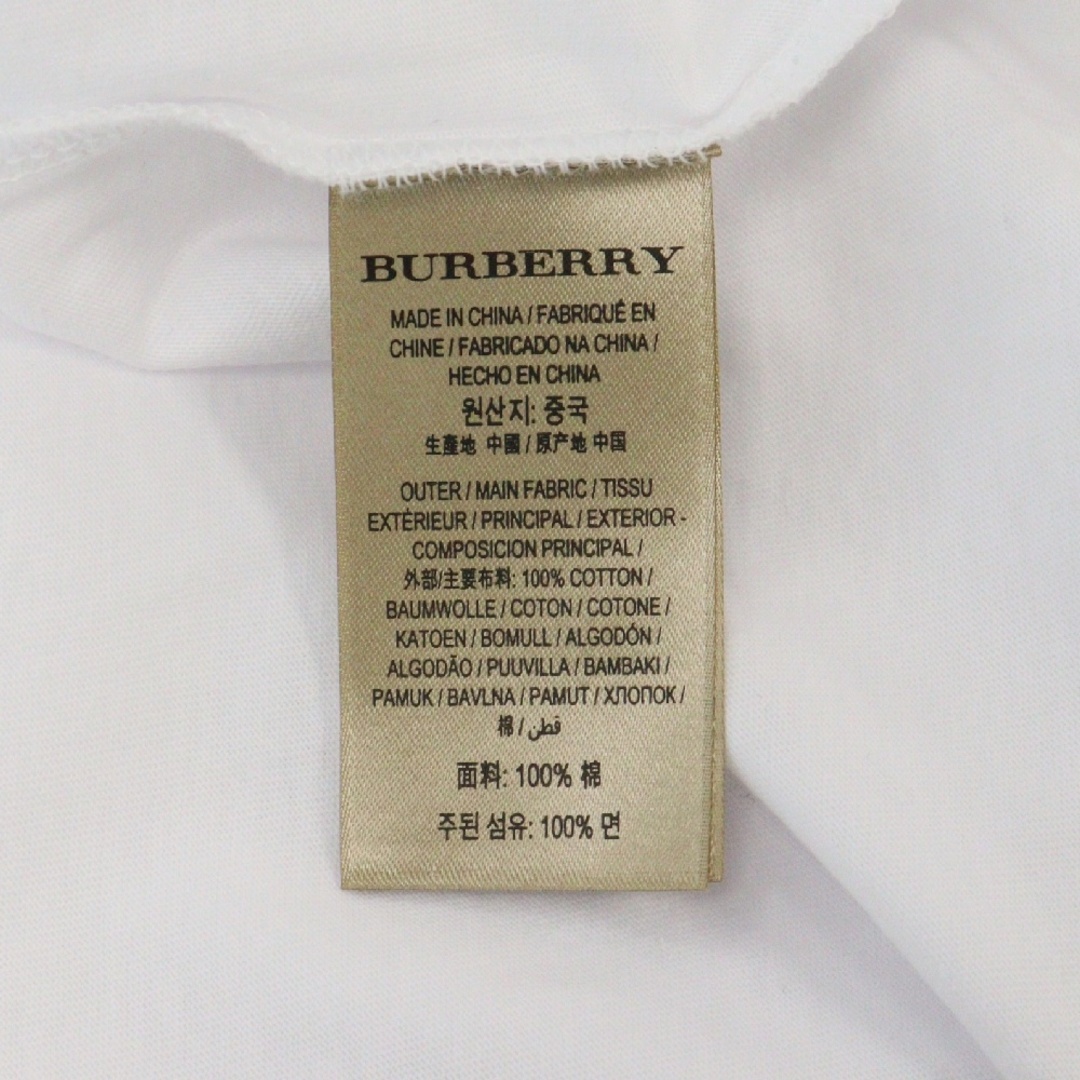 BURBERRY
MADE IN CHINA / FABRIQUÉ EN
CHINE / FABRICADO NA CHINA /
HECHO EN CHINA
원산지: 중국
生產地 中國 / 原产地 中国
OUTER / MAIN FABRIC / TISSU
EXTÉRIEUR / PRINCIPAL / EXTERIOR -
COMPOSICION PRINCIPAL /
外部/主要布料: 100% COTTON /
BAUMWOLLE / COTON / COTONE /
KATOEN / BOMULL / ALGODÓN /
ALGODÃO / PUUVILLA / BAMBAKI /
PAMUK / BAVLNA / PAMUT / ХЛОПОК /
棉 / قطن
面料: 100% 棉
주된 섬유: 100% 면